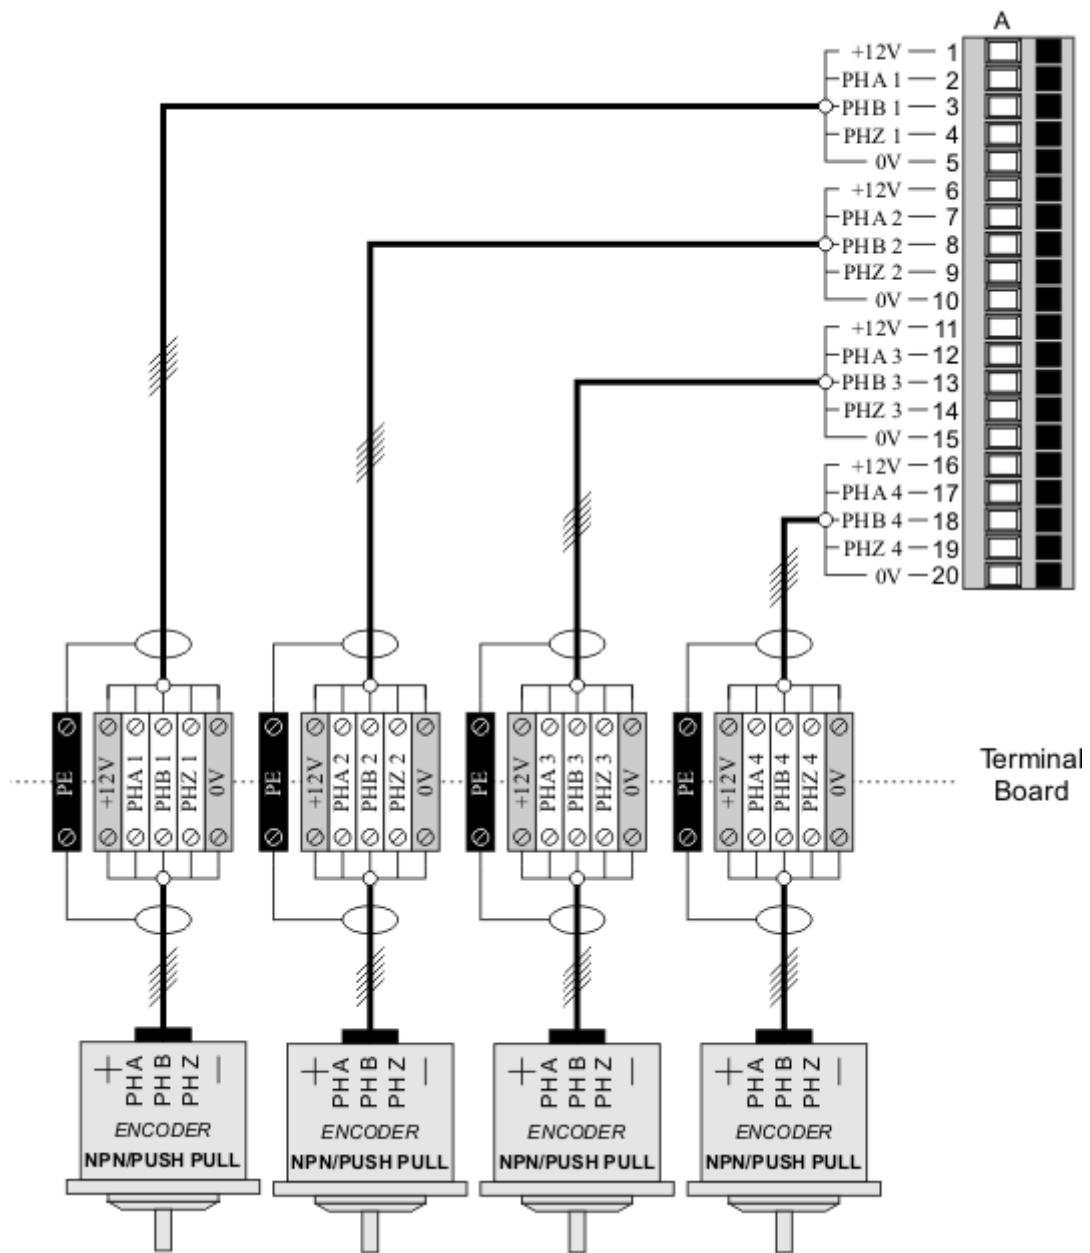 A
+12V 1
PHA 1 2
PHB 1 3
PHZ 1 4
0V 5
+12V 6
PHA 2 7
PHB 2 8
PHZ 2 9
0V 10
+12V 11
PHA 3 12
PHB 3 13
PHZ 3 14
0V 15
+12V 16
PHA 4 17
PHB 4 18
PHZ 4 19
0V 20
PE +12V PHA 1 PHB 1 PHZ 1 0V
PE +12V PHA 2 PHB 2 PHZ 2 0V
PE +12V PHA 3 PHB 3 PHZ 3 0V
PE +12V PHA 4 PHB 4 PHZ 4 0V
Terminal
Board
+ PHA PHB PHZ -
ENCODER
NPN/PUSH PULL
+ PHA PHB PHZ -
ENCODER
NPN/PUSH PULL
+ PHA PHB PHZ -
ENCODER
NPN/PUSH PULL
+ PHA PHB PHZ -
ENCODER
NPN/PUSH PULL